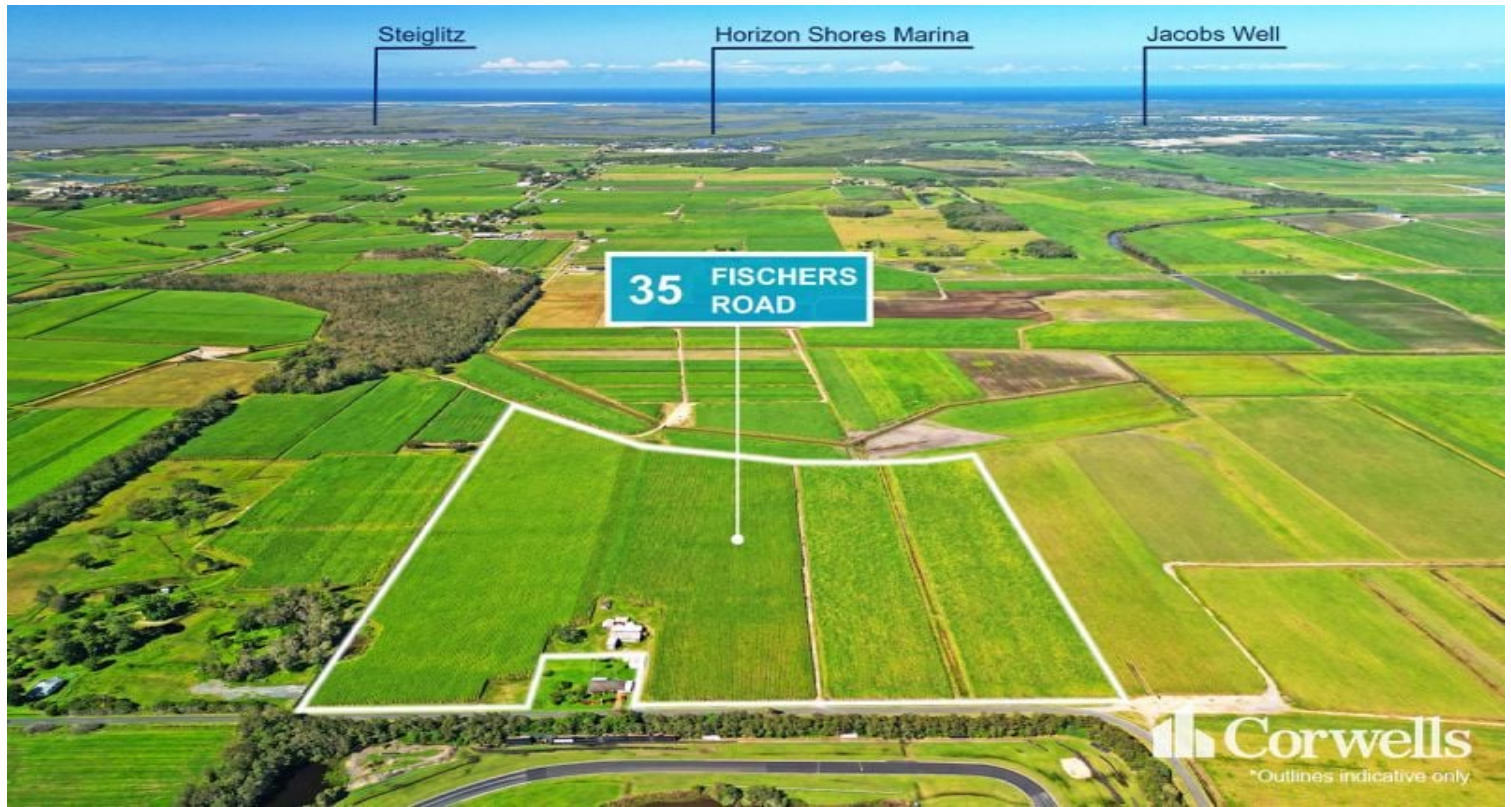 Steiglitz
Horizon Shores Marina
Jacobs Well
35 FISCHERS
ROAD
Corwells
*Outlines indicative only